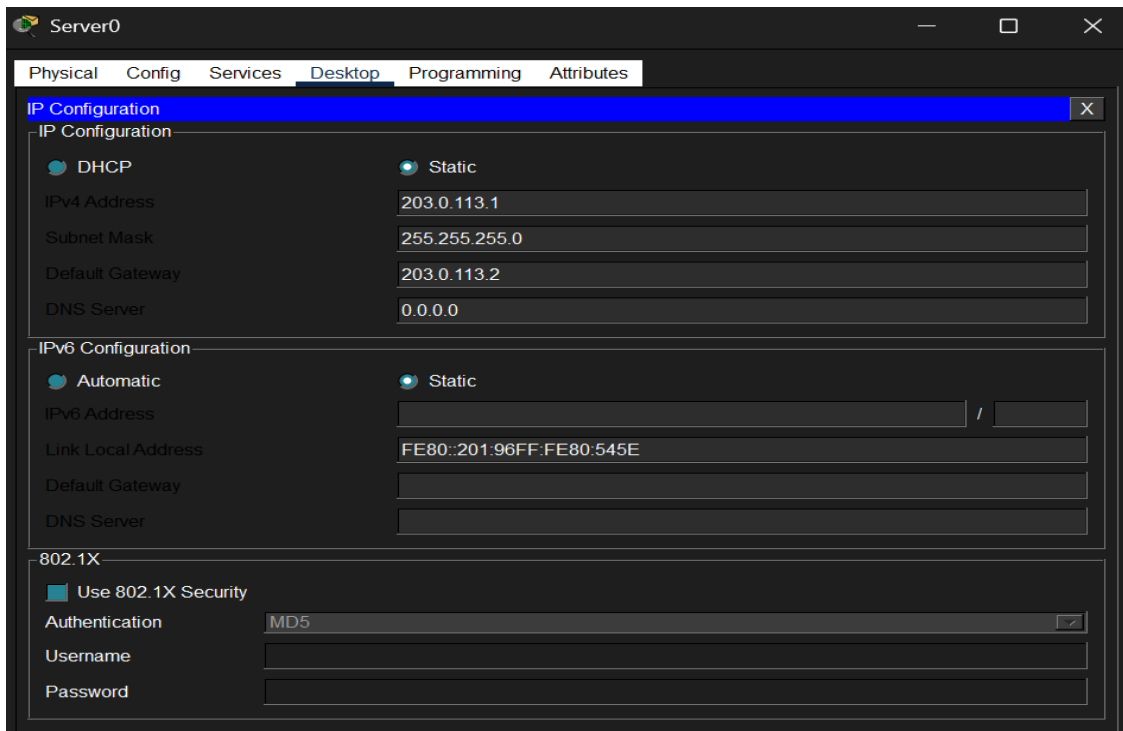 Server0
Physical Config Services Desktop Programming Attributes
IP Configuration X
IP Configuration
DHCP Static
IPv4 Address 203.0.113.1
Subnet Mask 255.255.255.0
Default Gateway 203.0.113.2
DNS Server 0.0.0.0
IPv6 Configuration
Automatic Static
IPv6 Address /
Link Local Address FE80::201:96FF:FE80:545E
Default Gateway
DNS Server
802.1X
Use 802.1X Security
Authentication MD5
Username
Password